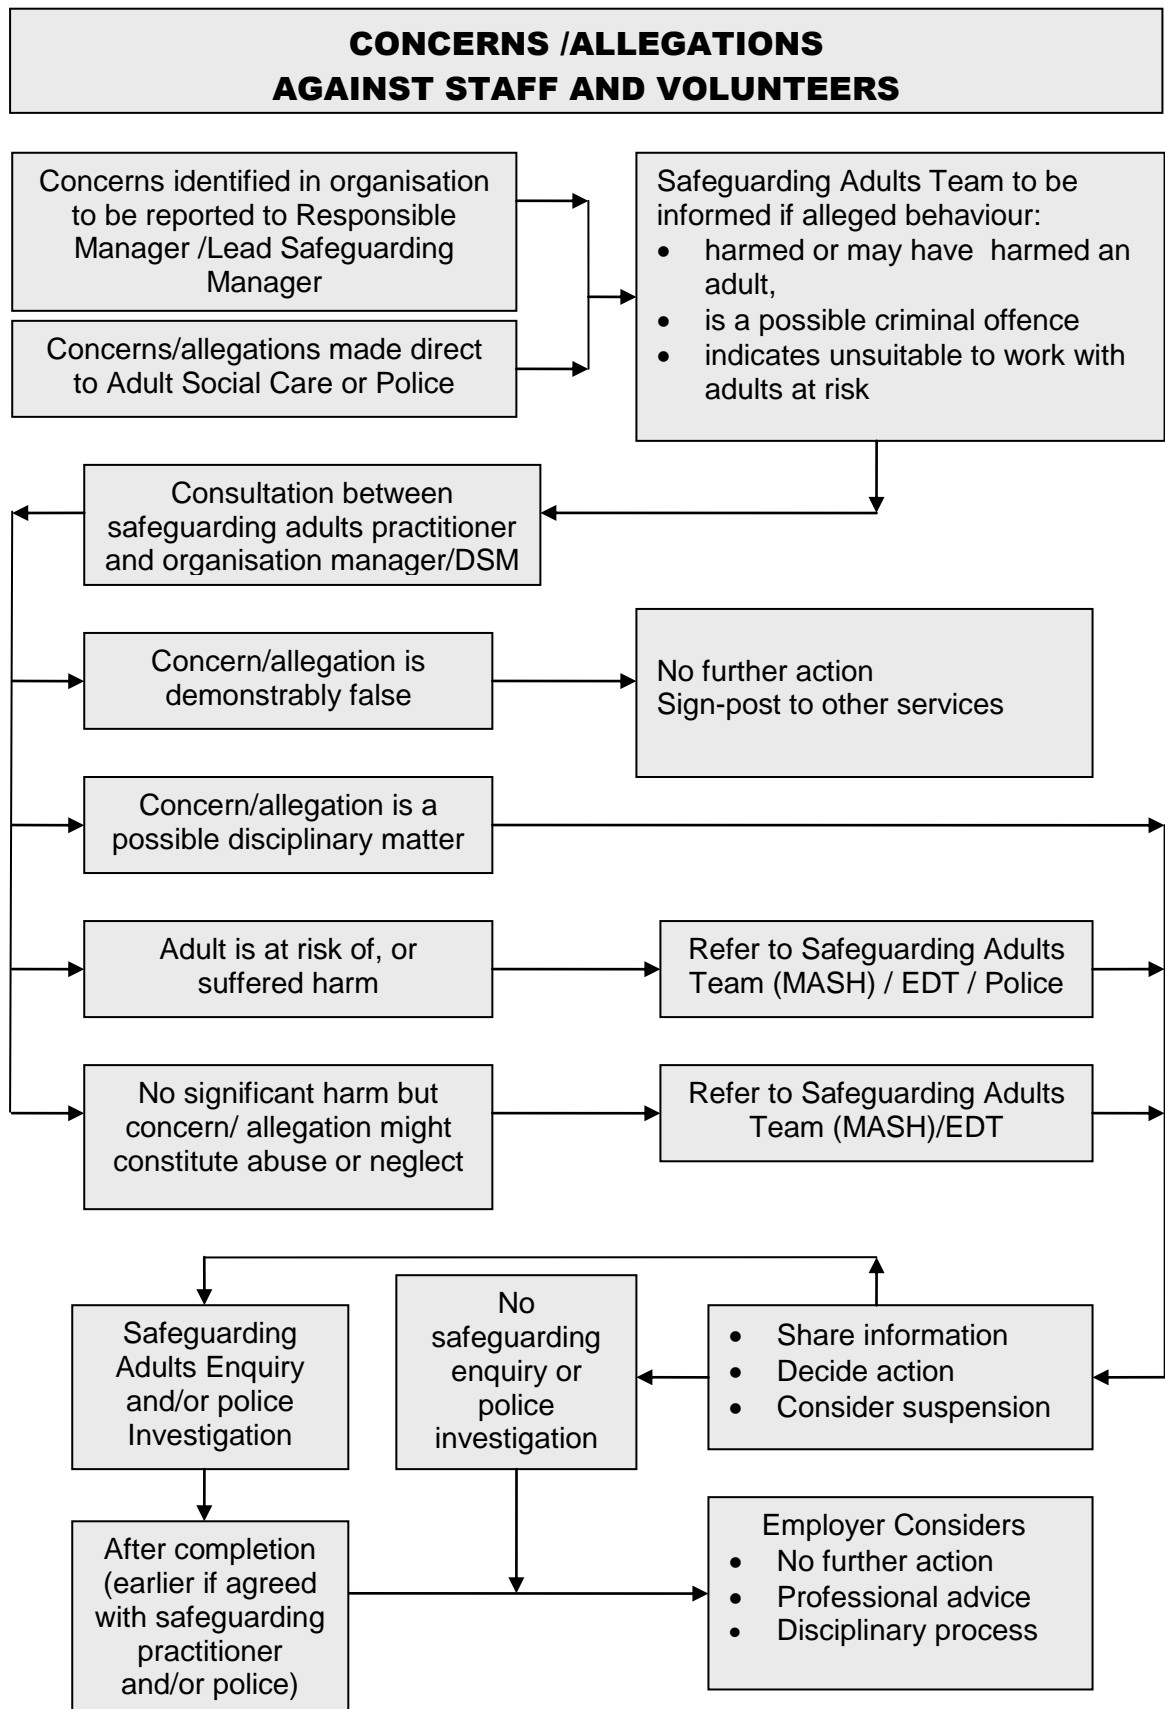 CONCERNS /ALLEGATIONS
AGAINST STAFF AND VOLUNTEERS
Concerns identified in organisation
to be reported to Responsible
Manager /Lead Safeguarding
Manager
Concerns/allegations made direct
to Adult Social Care or Police
Safeguarding Adults Team to be
informed if alleged behaviour:
• harmed or may have harmed an
adult,
• is a possible criminal offence
• indicates unsuitable to work with
adults at risk
Consultation between
safeguarding adults practitioner
and organisation manager/DSM
Concern/allegation is
demonstrably false
No further action
Sign-post to other services
Concern/allegation is a
possible disciplinary matter
Adult is at risk of, or
suffered harm
Refer to Safeguarding Adults
Team (MASH) / EDT / Police
No significant harm but
concern/ allegation might
constitute abuse or neglect
Refer to Safeguarding Adults
Team (MASH)/EDT
Safeguarding
Adults Enquiry
and/or police
Investigation
No
safeguarding
enquiry or
police
investigation
• Share information
• Decide action
• Consider suspension
After completion
(earlier if agreed
with safeguarding
practitioner
and/or police)
Employer Considers
• No further action
• Professional advice
• Disciplinary process